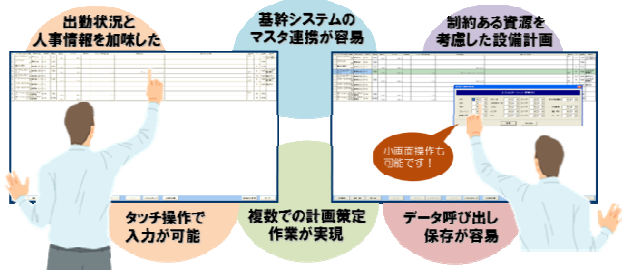 出勤状況と
人事情報を加味した
基幹システムの
マスタ連携が容易
制約ある資源を
考慮した設備計画
小画面操作も
可能です！
タッチ操作で
入力が可能
複数での計画策定
作業が実現
データ呼び出し
保存が容易